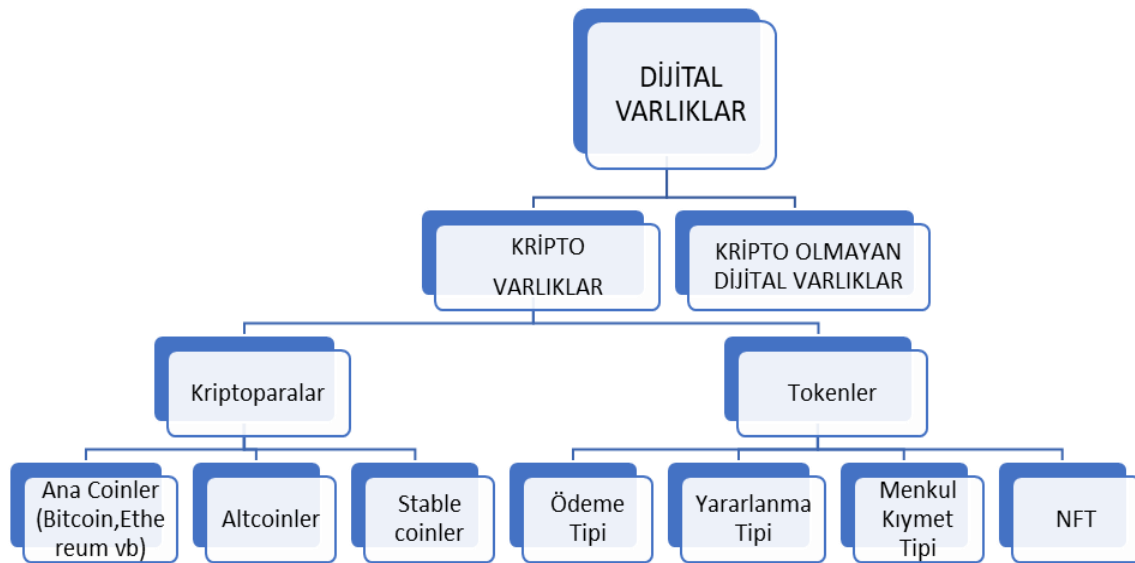 DİJİTAL
VARLIKLAR
KRİPTO
VARLIKLAR
KRİPTO OLMAYAN
DİJİTAL VARLIKLAR
Kriptoparalar
Tokenler
Ana Coinler
(Bitcoin,Ethe
reum vb)
Altcoinler
Stable
coinler
Ödeme
Tipi
Yararlanma
Tipi
Menkul
Kıymet
Tipi
NFT